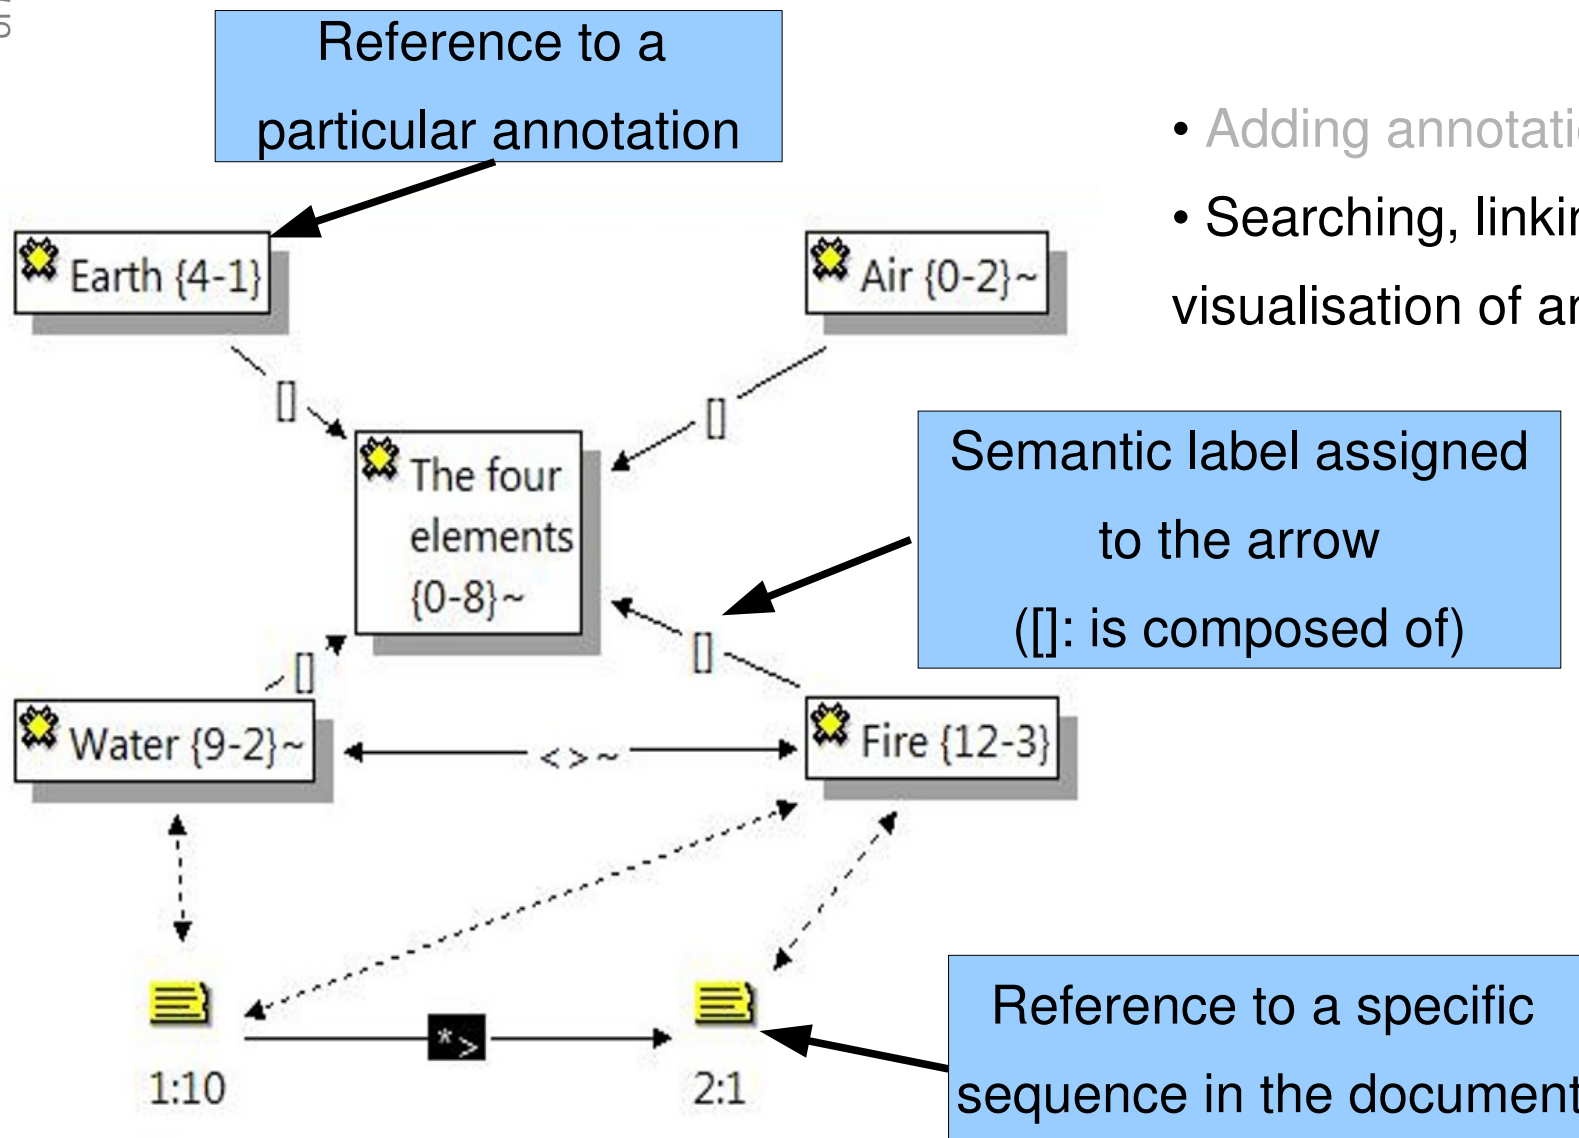 Reference to a
particular annotation
• Adding annotati
• Searching, linkin
visualisation of an
Earth {4-1}
Air {0-2}~
[]
[]
The four
elements
{0-8}~
Semantic label assigned
to the arrow
([]: is composed of)
[]
[]
Water {9-2}~
<>~
Fire {12-3}
*>
1:10
2:1
Reference to a specific
sequence in the document